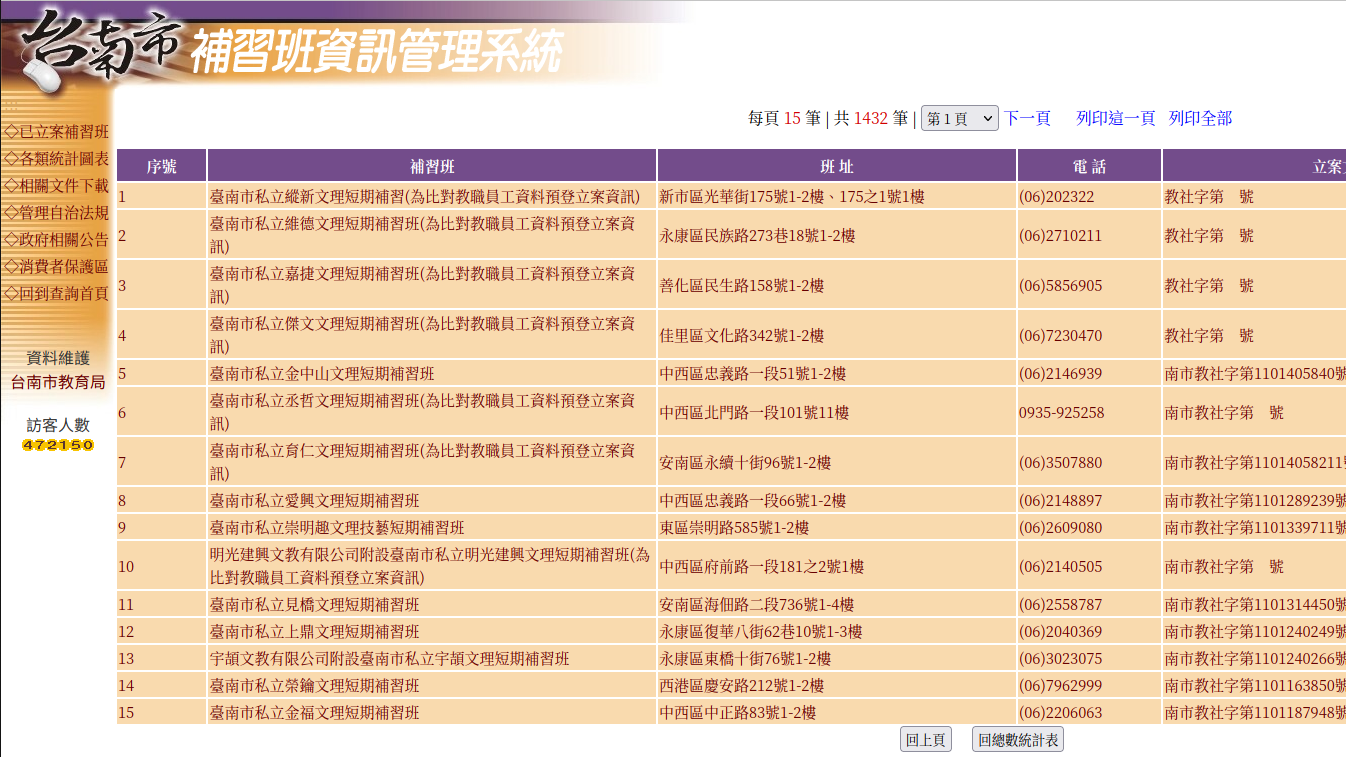 台南市 補習班資訊管理系統
◇已立案補習班
◇各類統計圖表
◇相關文件下載
◇管理自治法規
◇政府相關公告
◇消費者保護區
◇回到查詢首頁
資料維護
台南市教育局
訪客人數
472150
每頁 15 筆 | 共 1432 筆 | 第 1 頁 下一頁 列印這一頁 列印全部
序號 補習班 班 址 電 話 立案
1 臺南市私立縱新文理短期補習(為比對教職員工資料預登立案資訊) 新市區光華街175號1-2樓、175之1號1樓 (06)202322 教社字第 號
2 臺南市私立維德文理短期補習班(為比對教職員工資料預登立案資
訊) 永康區民族路273巷18號1-2樓 (06)2710211 教社字第 號
3 臺南市私立嘉捷文理短期補習班(為比對教職員工資料預登立案資
訊) 善化區民生路158號1-2樓 (06)5856905 教社字第 號
4 臺南市私立傑文文理短期補習班(為比對教職員工資料預登立案資
訊) 佳里區文化路342號1-2樓 (06)7230470 教社字第 號
5 臺南市私立金中山文理短期補習班 中西區忠義路一段51號1-2樓 (06)2146939 南市教社字第1101405840號
6 臺南市私立丞哲文理短期補習班(為比對教職員工資料預登立案資
訊) 中西區北門路一段101號11樓 0935-925258 南市教社字第 號
7 臺南市私立育仁文理短期補習班(為比對教職員工資料預登立案資
訊) 安南區永續十街96號1-2樓 (06)3507880 南市教社字第11014058211
8 臺南市私立愛興文理短期補習班 中西區忠義路一段66號1-2樓 (06)2148897 南市教社字第1101289239號
9 臺南市私立崇明趣文理技藝短期補習班 東區崇明路585號1-2樓 (06)2609080 南市教社字第1101339711號
10 明光建興文教有限公司附設臺南市私立明光建興文理短期補習班(為
比對教職員工資料預登立案資訊) 中西區府前路一段181之2號1樓 (06)2140505 南市教社字第 號
11 臺南市私立見橋文理短期補習班 安南區海佃路二段736號1-4樓 (06)2558787 南市教社字第1101314450號
12 臺南市私立上鼎文理短期補習班 永康區復華八街62巷10號1-3樓 (06)2040369 南市教社字第1101240249號
13 宇頡文教有限公司附設臺南市私立宇頡文理短期補習班 永康區東橋十街76號1-2樓 (06)3023075 南市教社字第1101240266號
14 臺南市私立榮鑰文理短期補習班 西港區慶安路212號1-2樓 (06)7962999 南市教社字第1101163850號
15 臺南市私立金福文理短期補習班 中西區中正路83號1-2樓 (06)2206063 南市教社字第1101187948號
回上頁 回總數統計表